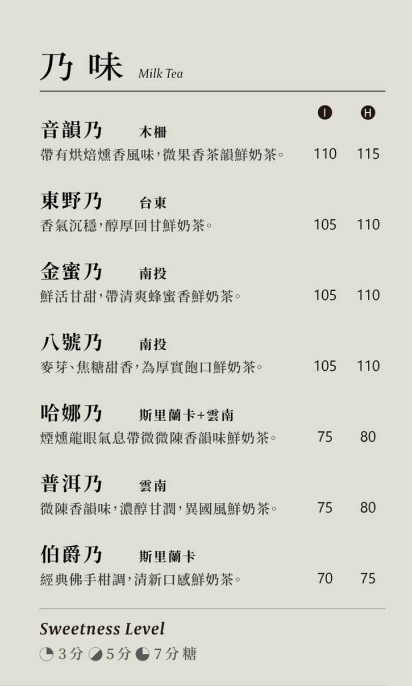 乃味 Milk Tea
I H
音韻乃 木柵
帶有烘焙燻香風味,微果香茶韻鮮奶茶。 110 115
東野乃 台東
香氣沉穩,醇厚回甘鮮奶茶。 105 110
金蜜乃 南投
鮮活甘甜,帶清爽蜂蜜香鮮奶茶。 105 110
八號乃 南投
麥芽、焦糖甜香,為厚實飽口鮮奶茶。 105 110
哈娜乃 斯里蘭卡+雲南
煙燻龍眼氣息帶微微陳香韻味鮮奶茶。 75 80
普洱乃 雲南
微陳香韻味,濃醇甘潤,異國風鮮奶茶。 75 80
伯爵乃 斯里蘭卡
經典佛手柑調,清新口感鮮奶茶。 70 75
Sweetness Level
3分 5分 7分糖